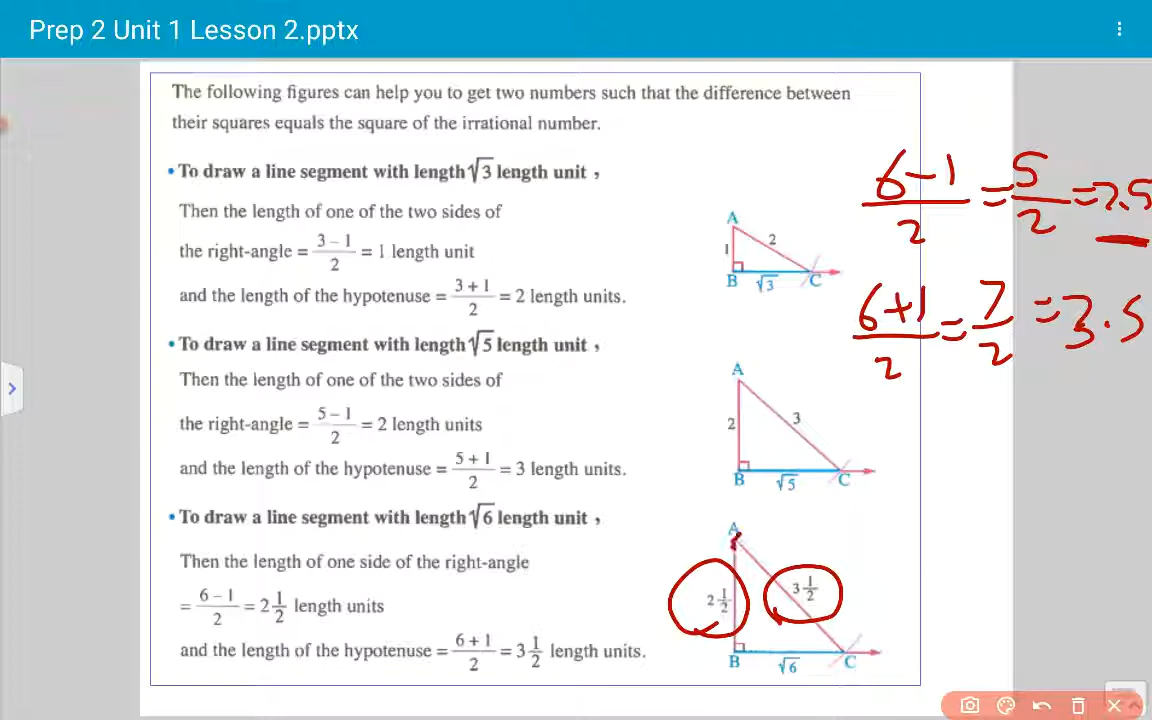 Prep 2 Unit 1 Lesson 2.pptx
The following figures can help you to get two numbers such that the difference between
their squares equals the square of the irrational number.
• To draw a line segment with length √3 length unit ,
Then the length of one of the two sides of
the right-angle = (3 − 1)/2 = 1 length unit
and the length of the hypotenuse = (3 + 1)/2 = 2 length units.
A
1
2
B
√3
C
• To draw a line segment with length √5 length unit ,
Then the length of one of the two sides of
the right-angle = (5 − 1)/2 = 2 length units
and the length of the hypotenuse = (5 + 1)/2 = 3 length units.
A
2
3
B
√5
C
• To draw a line segment with length √6 length unit ,
Then the length of one side of the right-angle
= (6 − 1)/2 = 2 1/2 length units
and the length of the hypotenuse = (6 + 1)/2 = 3 1/2 length units.
A
2 1/2
3 1/2
B
√6
C
(6 − 1)/2 = 5/2 = 2.5
(6 + 1)/2 = 7/2 = 3.5